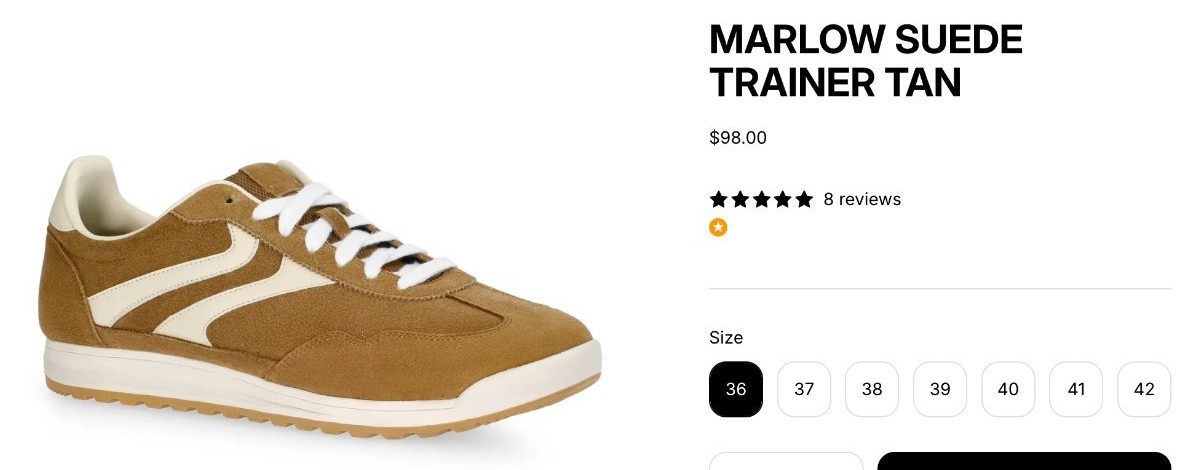 MARLOW SUEDE
TRAINER TAN
$98.00
8 reviews
Size
36 37 38 39 40 41 42